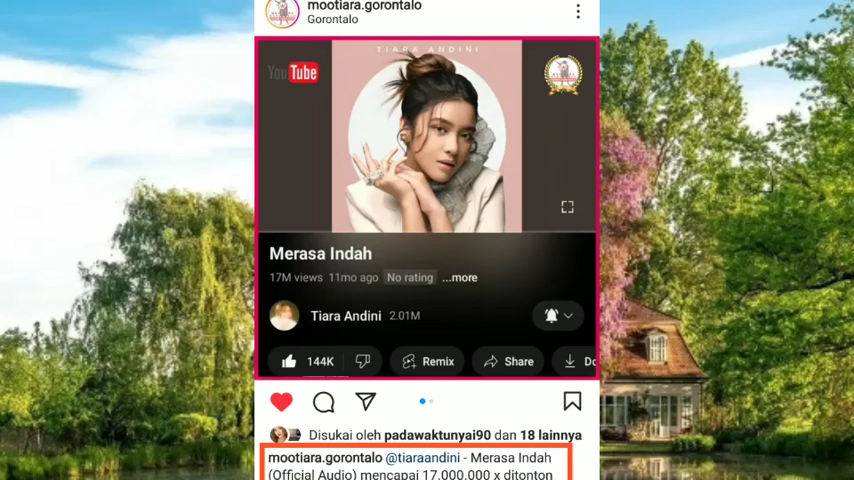 mootiara.gorontalo
Gorontalo
TIARA ANDINI
YouTube
Merasa Indah
17M views 11mo ago No rating ...more
Tiara Andini 2.01M
144K Remix Share Do
Disukai oleh padawaktunyai90 dan 18 lainnya
mootiara.gorontalo @tiaraandini - Merasa Indah
(Official Audio) mencapai 17.000.000 x ditonton